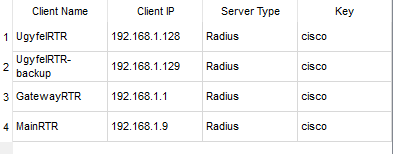 Client Name Client IP Server Type Key
1 UgyfelRTR 192.168.1.128 Radius cisco
2 UgyfelRTR-
backup 192.168.1.129 Radius cisco
3 GatewayRTR 192.168.1.1 Radius cisco
4 MainRTR 192.168.1.9 Radius cisco